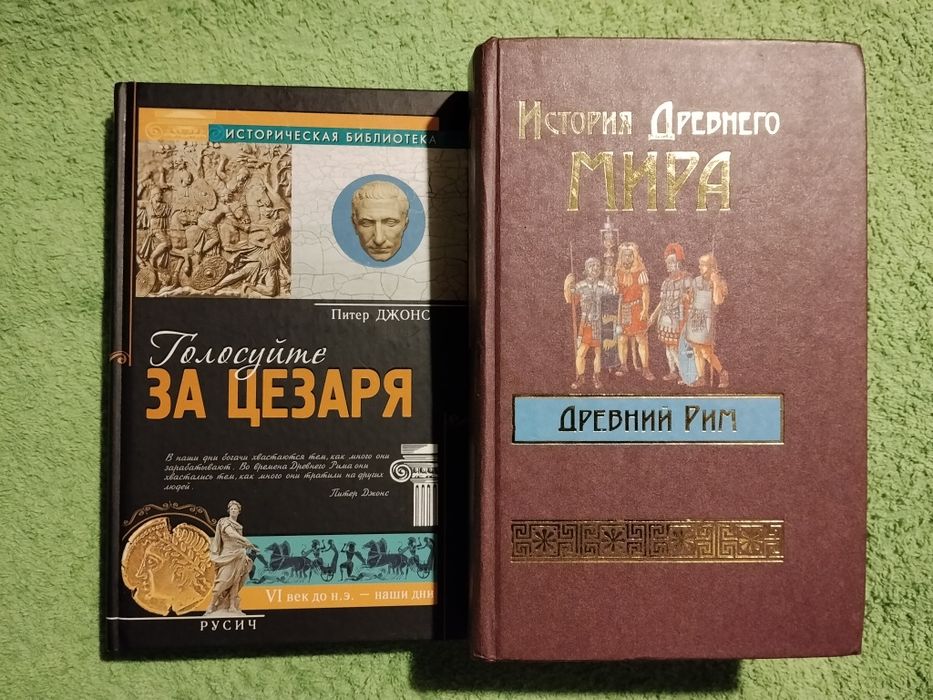 ИСТОРИЧЕСКАЯ БИБЛИОТЕКА
Питер ДЖОНС
Голосуйте
ЗА ЦЕЗАРЯ
В наши дни богачи хвастаются тем, как много они
зарабатывают. Во времена Древнего Рима они
хвастались тем, как много они тратили на других
людей.
Питер Джонс
VI век до н.э. — наши дни
РУСИЧ
История Древнего
МИРА
Древний Рим